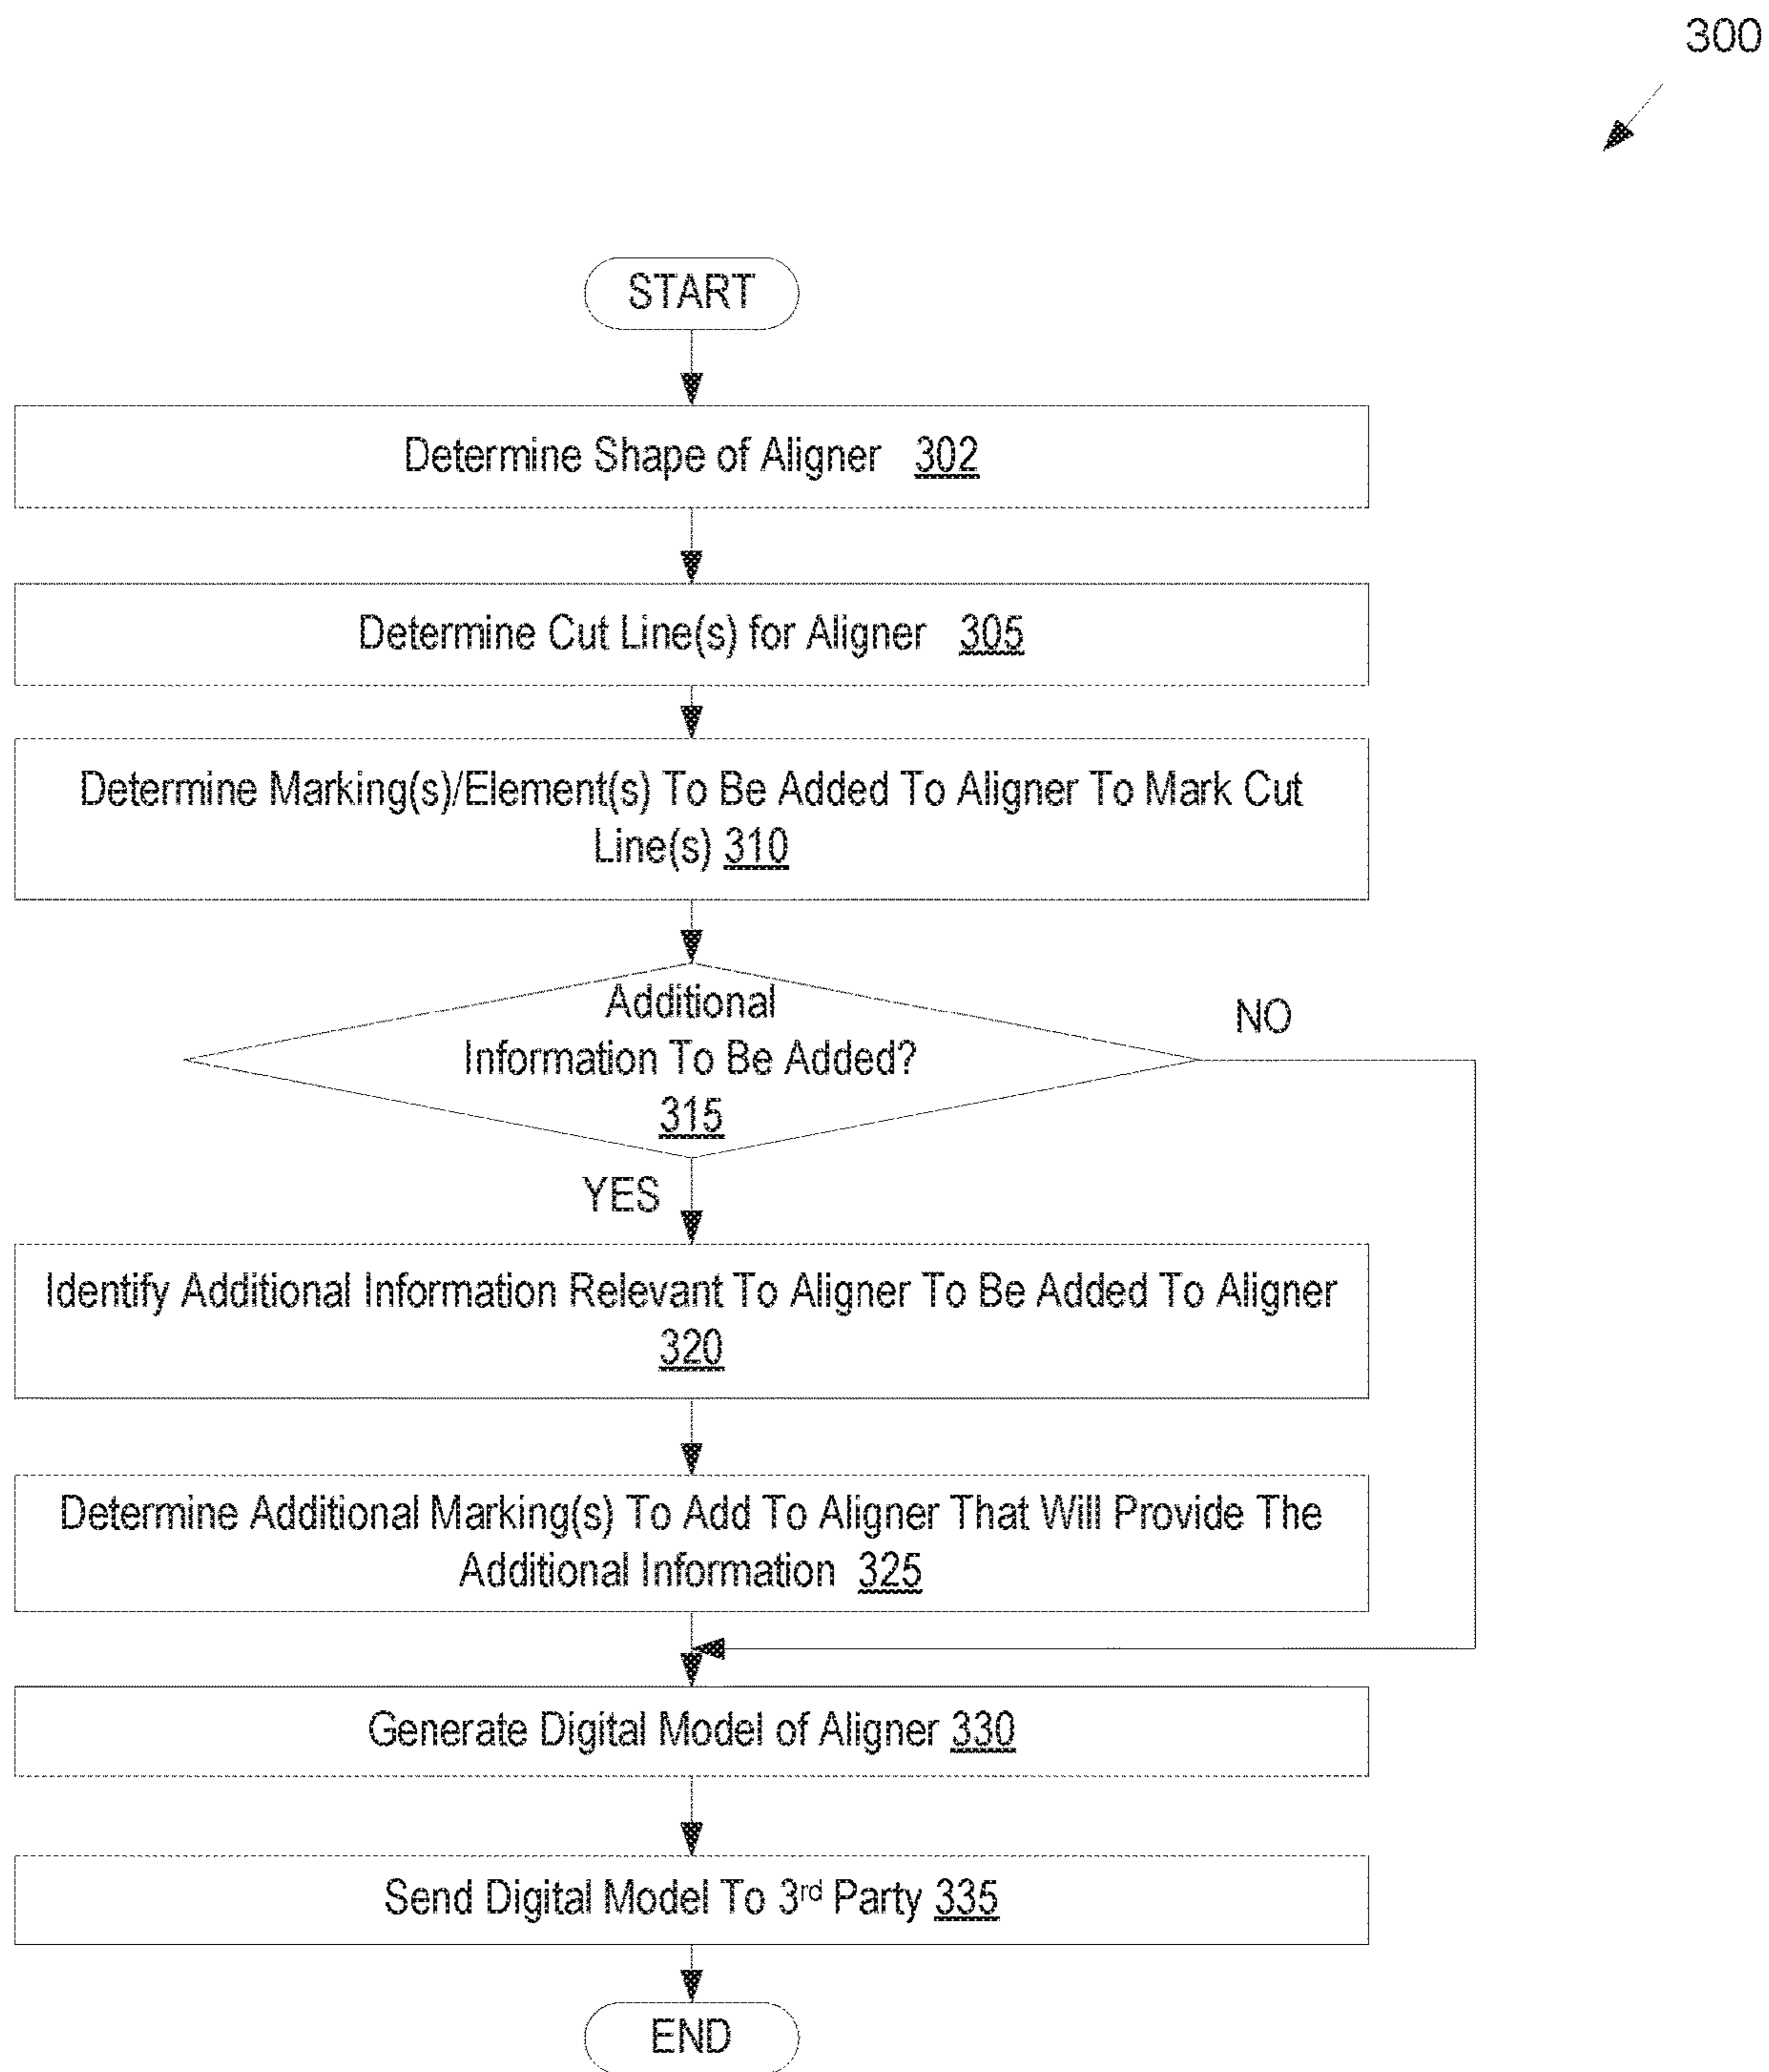 300
START
Determine Shape of Aligner 302
Determine Cut Line(s) for Aligner 305
Determine Marking(s)/Element(s) To Be Added To Aligner To Mark Cut
Line(s) 310
Additional
Information To Be Added?
315
NO
YES
Identify Additional Information Relevant To Aligner To Be Added To Aligner
320
Determine Additional Marking(s) To Add To Aligner That Will Provide The
Additional Information 325
Generate Digital Model of Aligner 330
Send Digital Model To 3rd Party 335
END